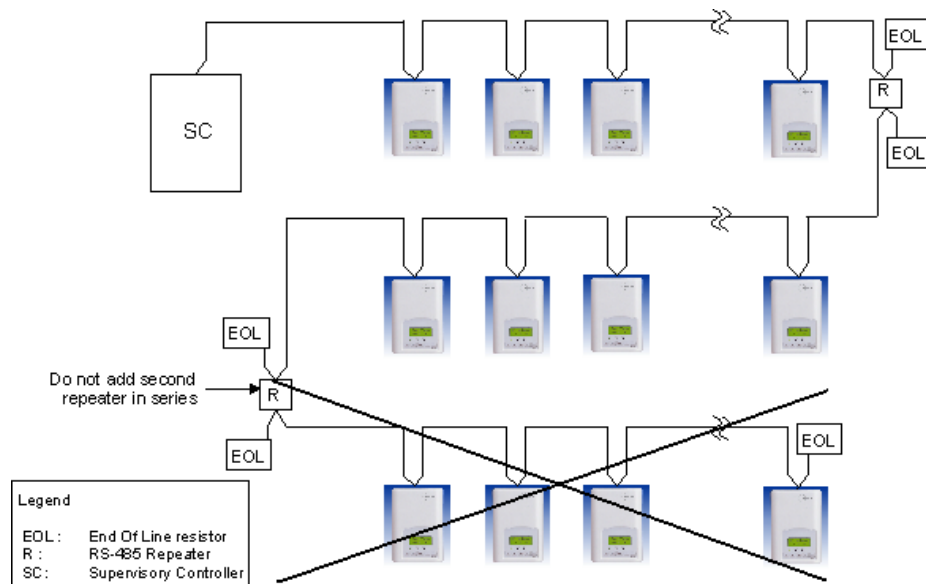 EOL
R
SC
EOL
EOL
Do not add second
repeater in series
R
EOL
EOL
Legend
EOL : End Of Line resistor
R : RS-485 Repeater
SC: Supervisory Controller